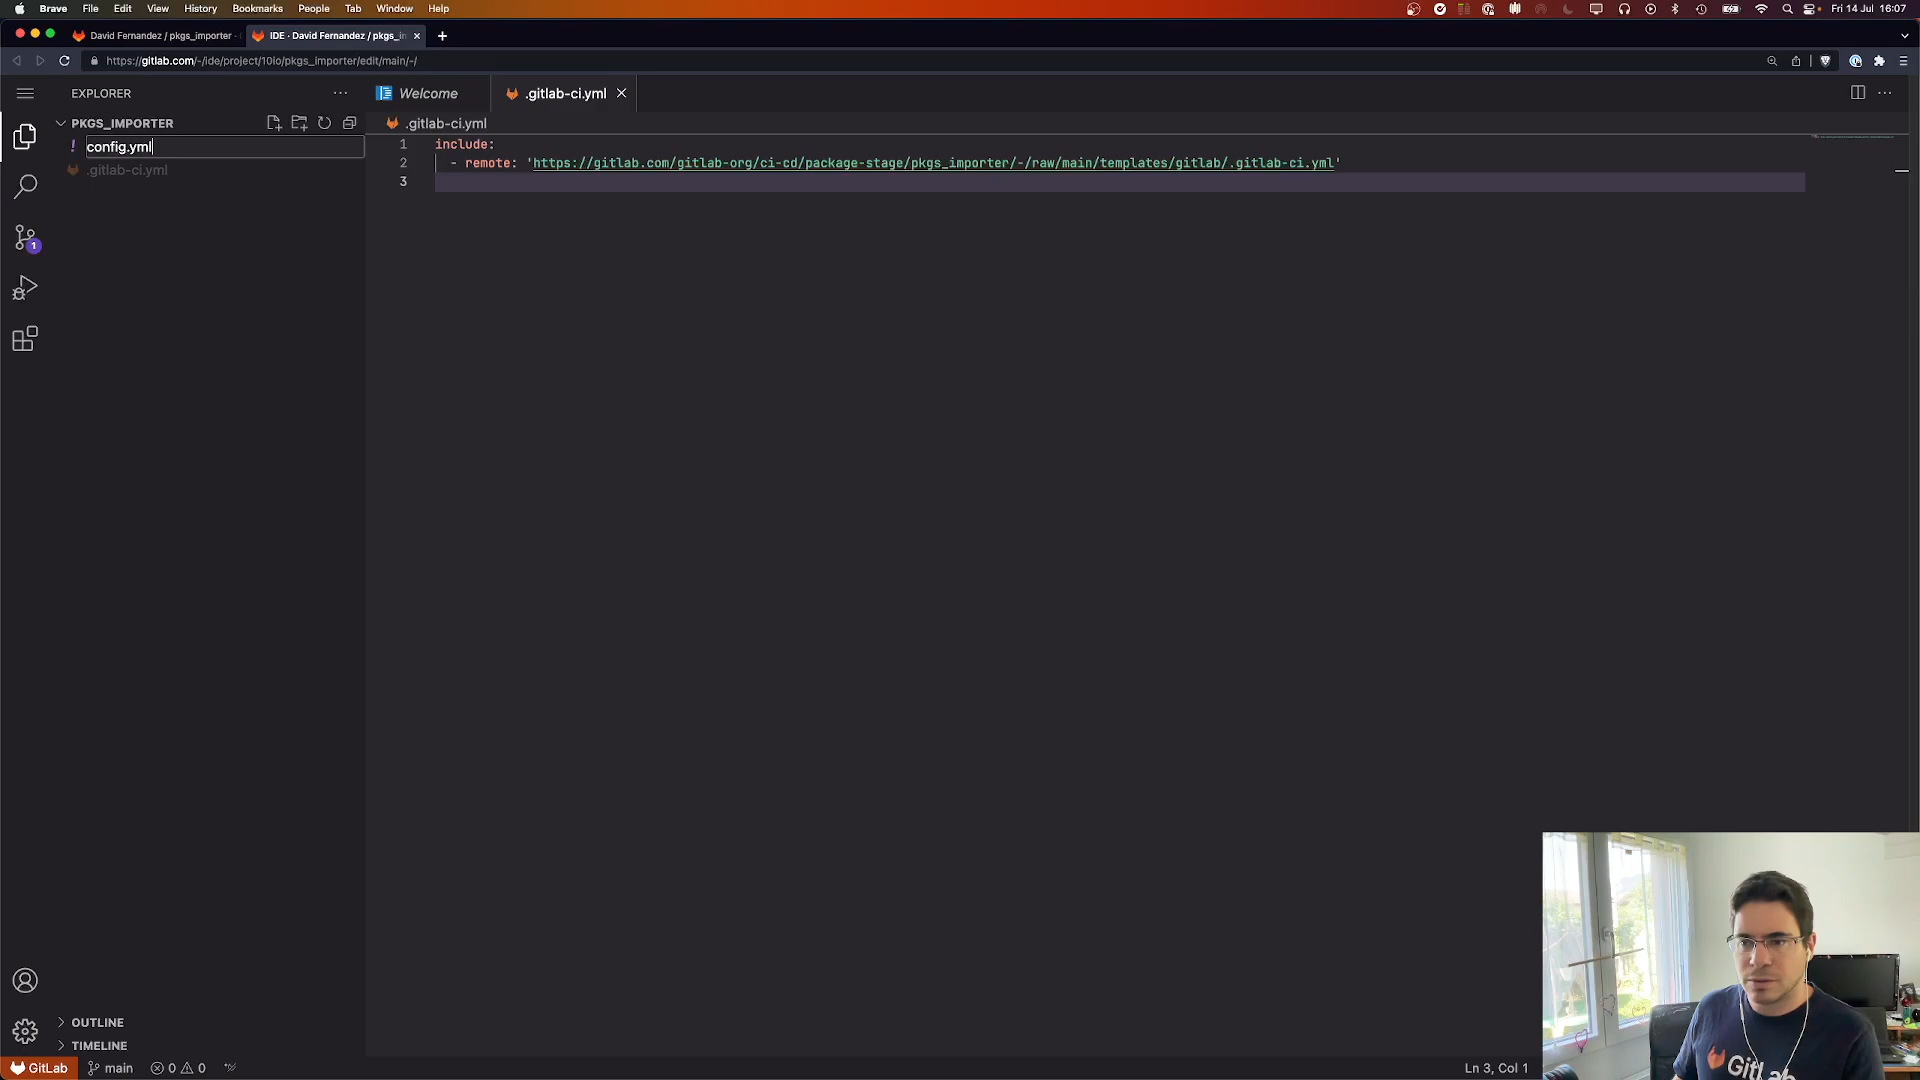 Brave File Edit View History Bookmarks People Tab Window Help Fri 14 Jul 16:07
David Fernandez / pkgs_importer · IDE · David Fernandez / pkgs_in
https://gitlab.com/-/ide/project/10io/pkgs_importer/edit/main/-/
EXPLORER
Welcome .gitlab-ci.yml
PKGS_IMPORTER
.gitlab-ci.yml
config.yml
.gitlab-ci.yml
1 include:
2 - remote: 'https://gitlab.com/gitlab-org/ci-cd/package-stage/pkgs_importer/-/raw/main/templates/gitlab/.gitlab-ci.yml'
3
1
OUTLINE
TIMELINE
GitLab main 0 0
Ln 3, Col 1
GitLab